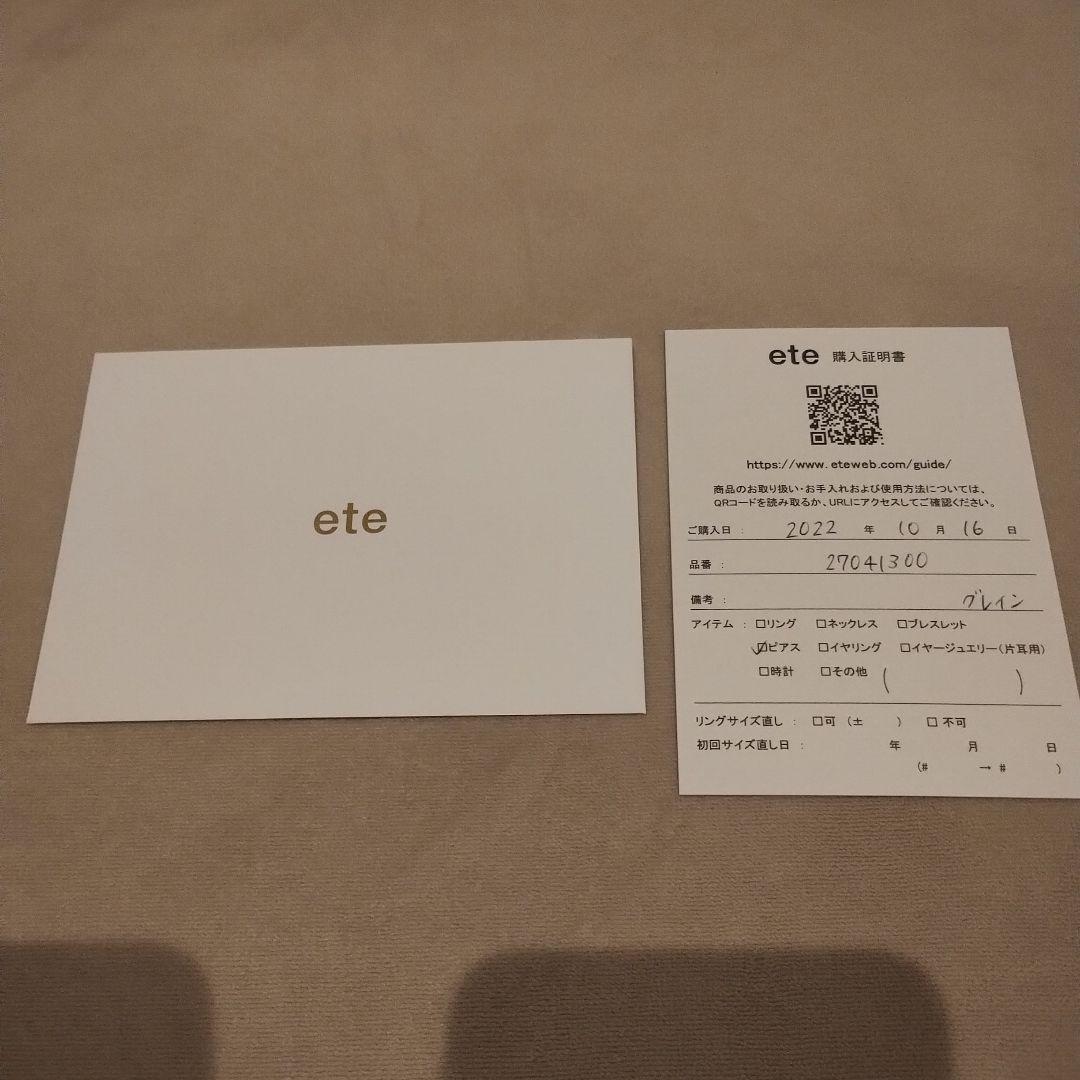 ete
ete 購入証明書
https://www.eteweb.com/guide/
商品のお取り扱い・お手入れおよび使用方法については、
QRコードを読み取るか、URLにアクセスしてご確認ください。
ご購入日 : 2022 年 10 月 16 日
品番 : 27041300
備考 : グレイン
アイテム : □リング □ネックレス □ブレスレット
☑ピアス □イヤリング □イヤージュエリー(片耳用)
□時計 □その他 ( )
リングサイズ直し : □可 (± ) □ 不可
初回サイズ直し日 : 年 月 日
(# → # )